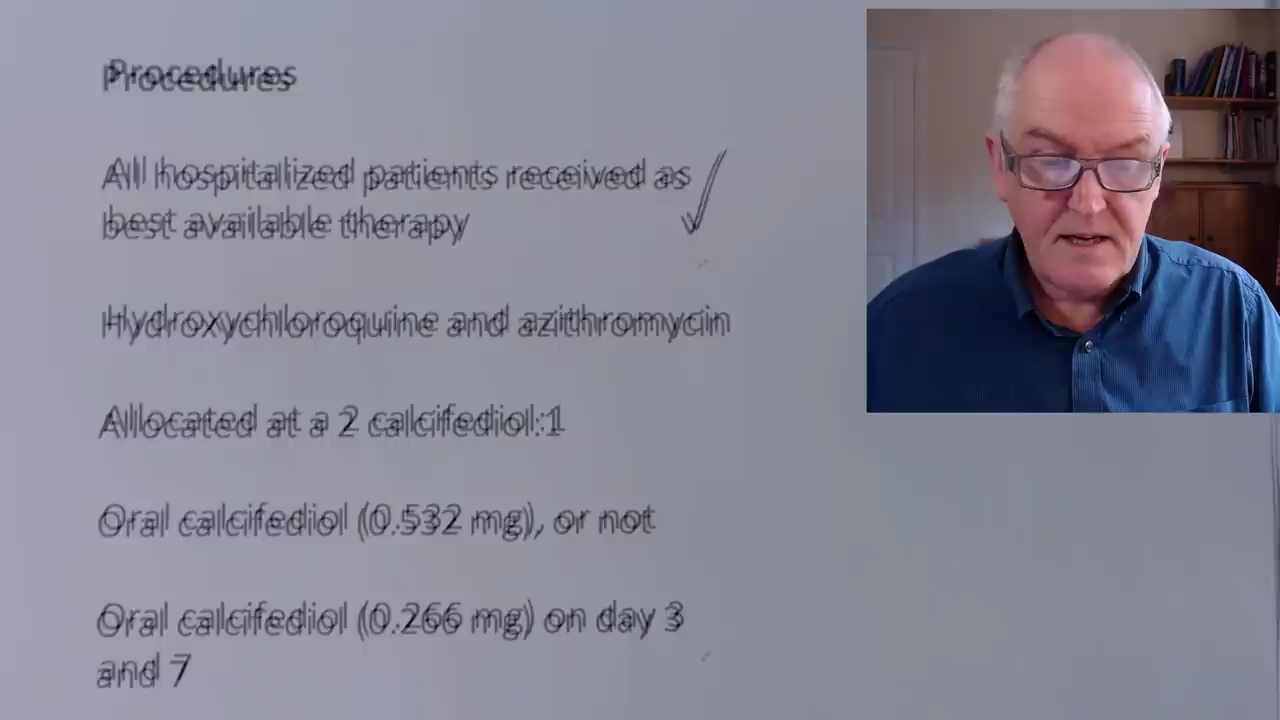 Procedures
All hospitalized patients received as
best available therapy
Hydroxychloroquine and azithromycin
Allocated at a 2 calcifediol:1
Oral calcifediol (0.532 mg), or not
Oral calcifediol (0.266 mg) on day 3
and 7